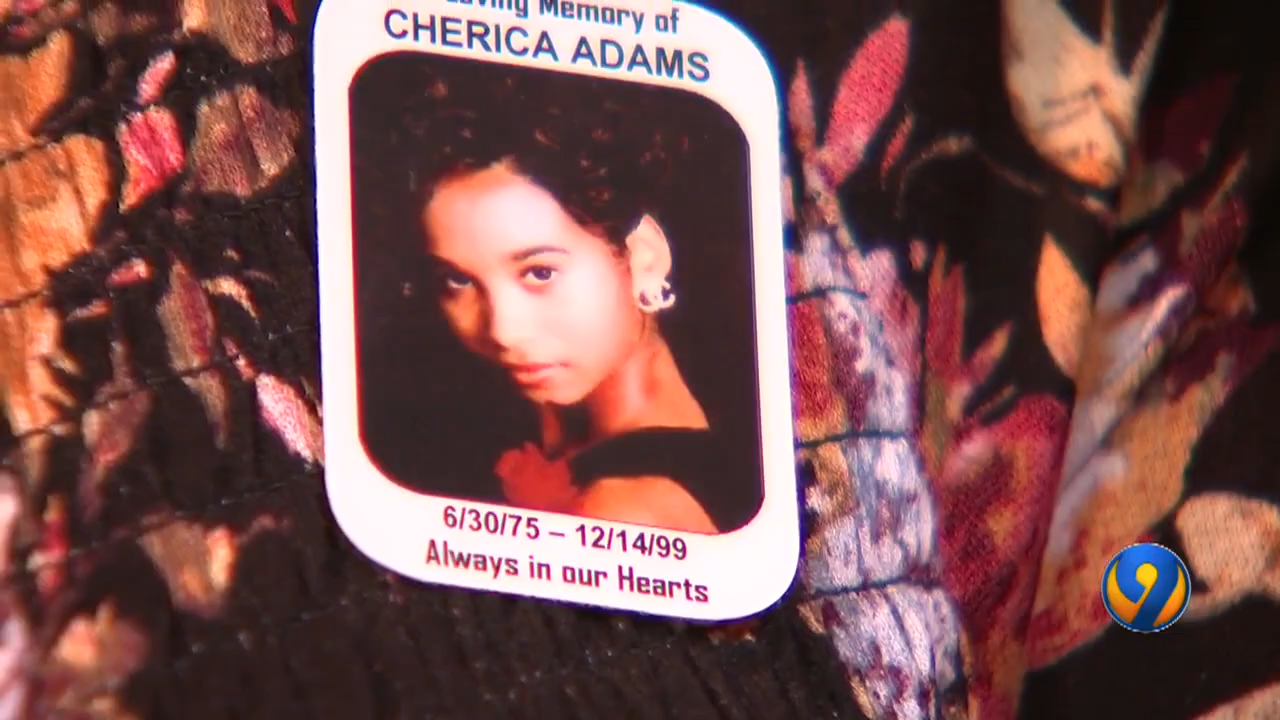 Memory of
CHERICA ADAMS
6/30/75 – 12/14/99
Always in our Hearts
9